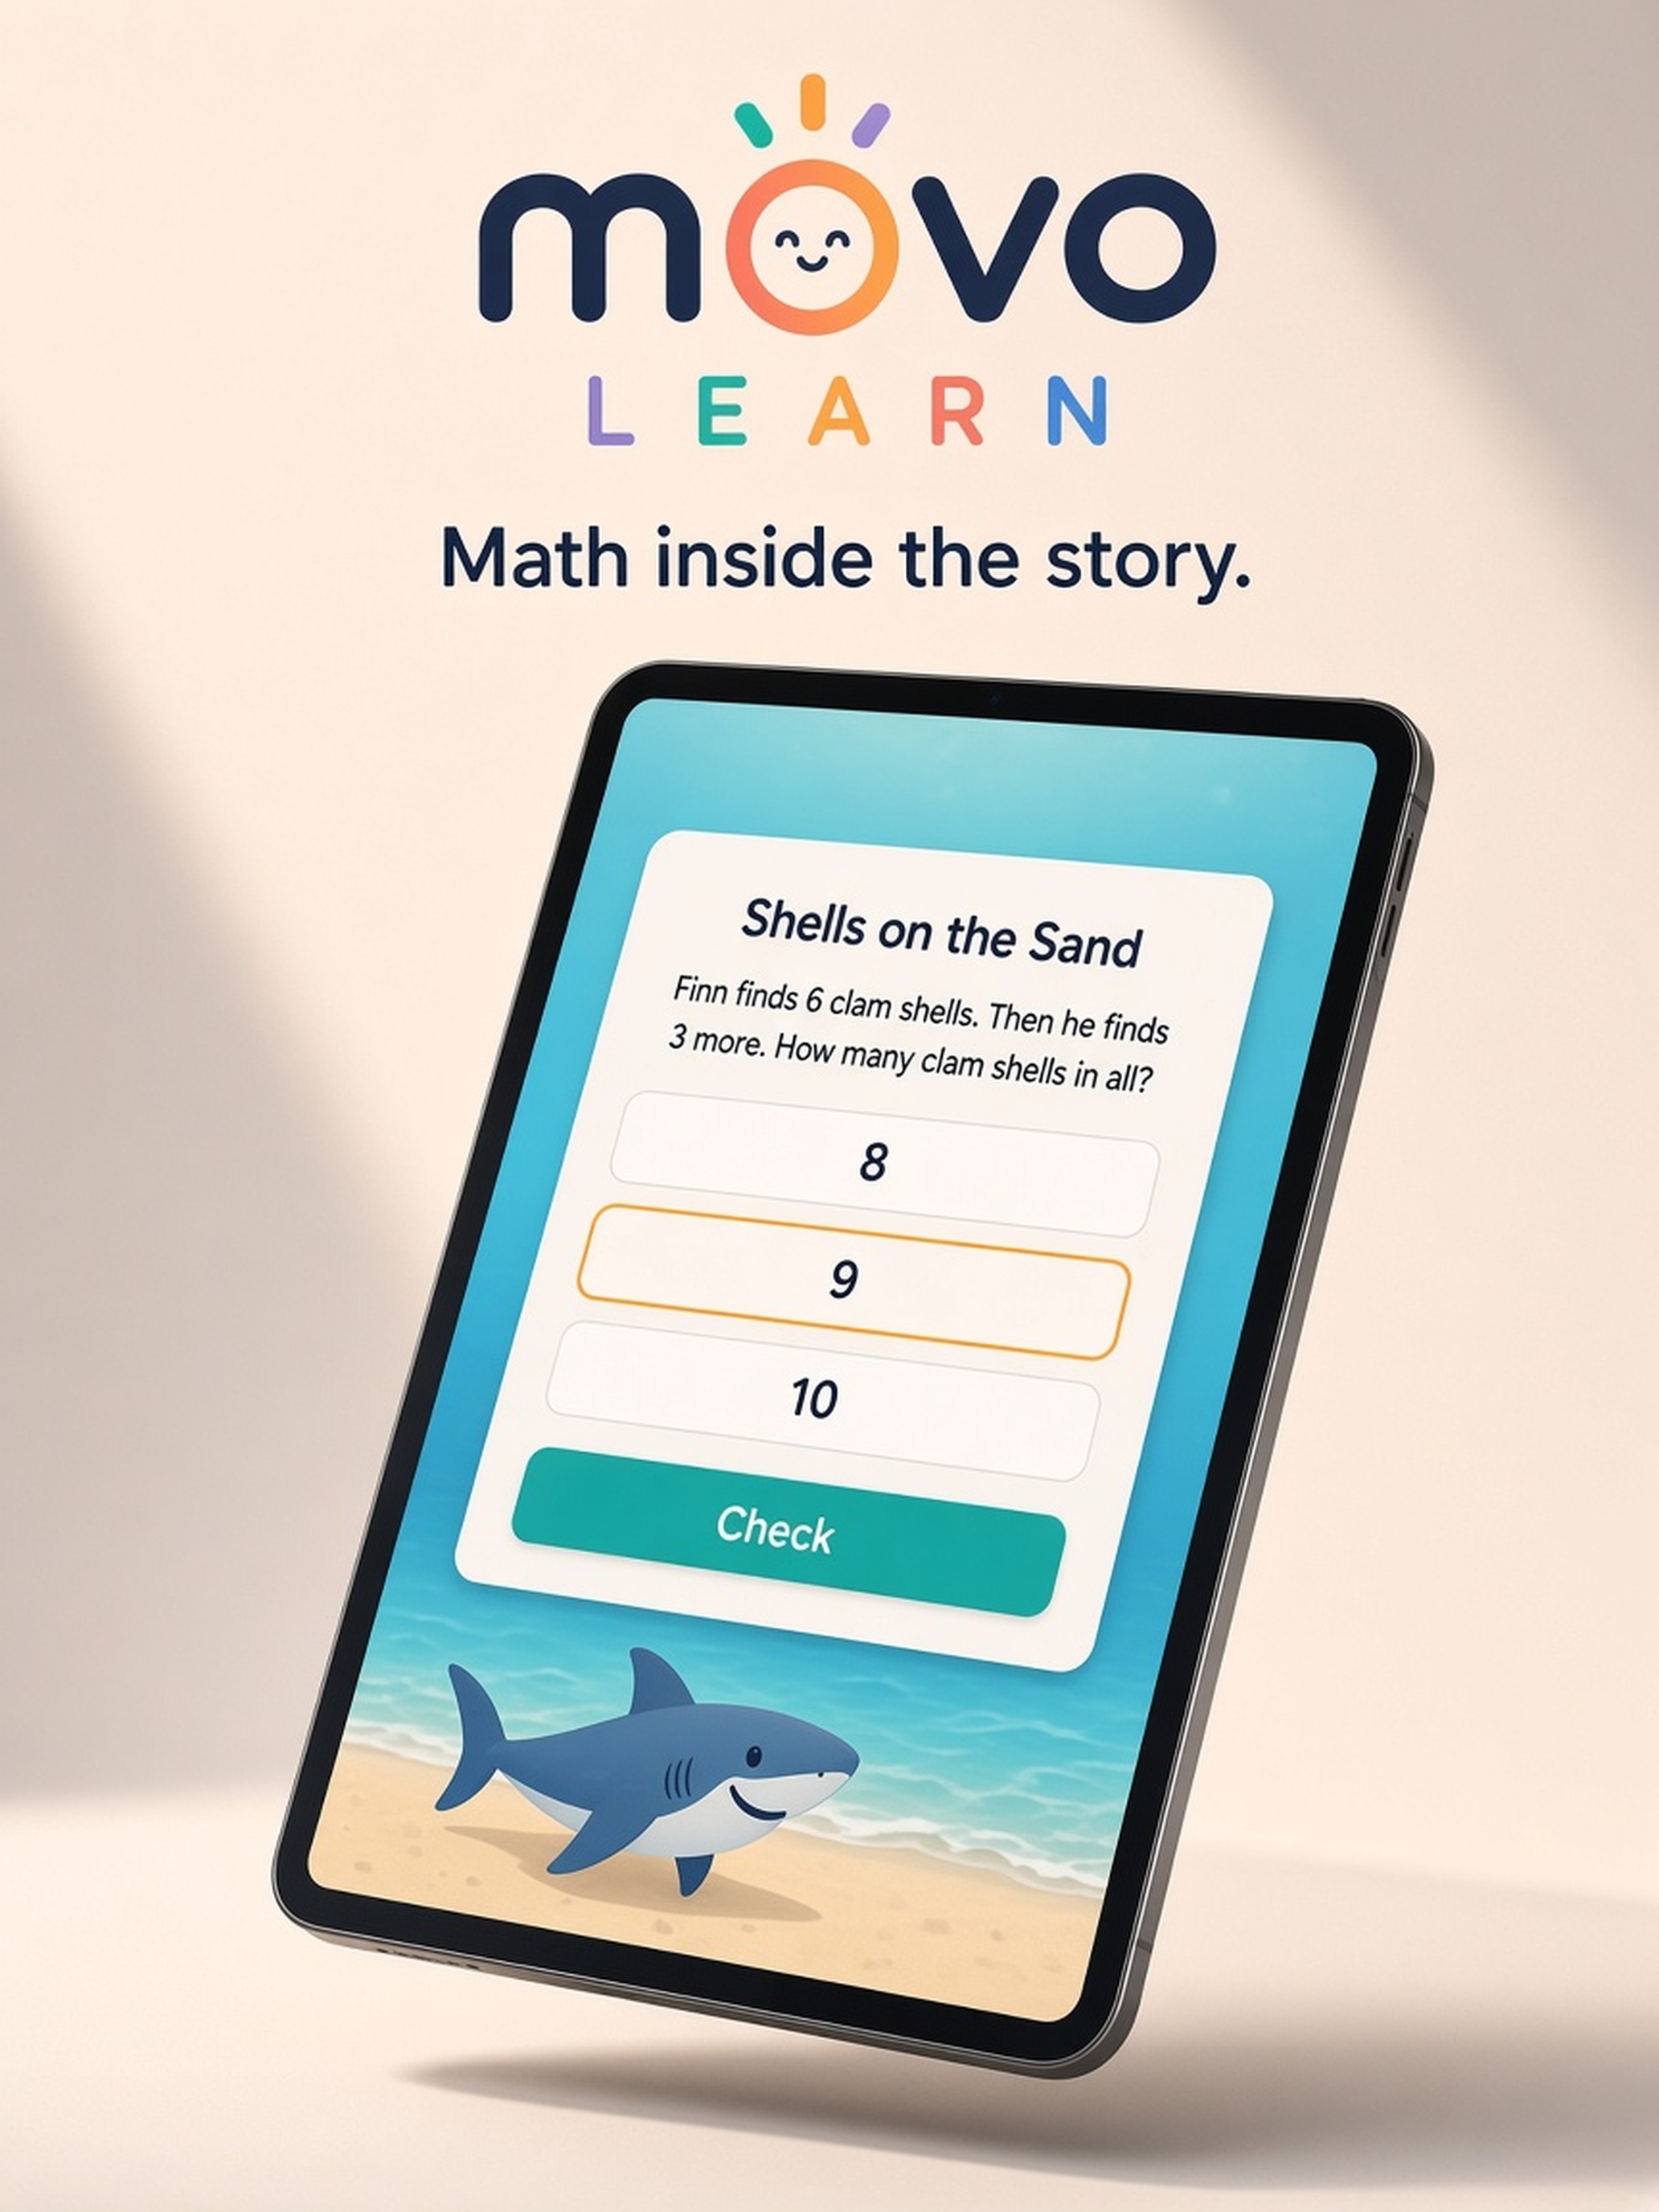 movo
LEARN
Math inside the story.
Shells on the Sand
Finn finds 6 clam shells. Then he finds
3 more. How many clam shells in all?
8
9
10
Check